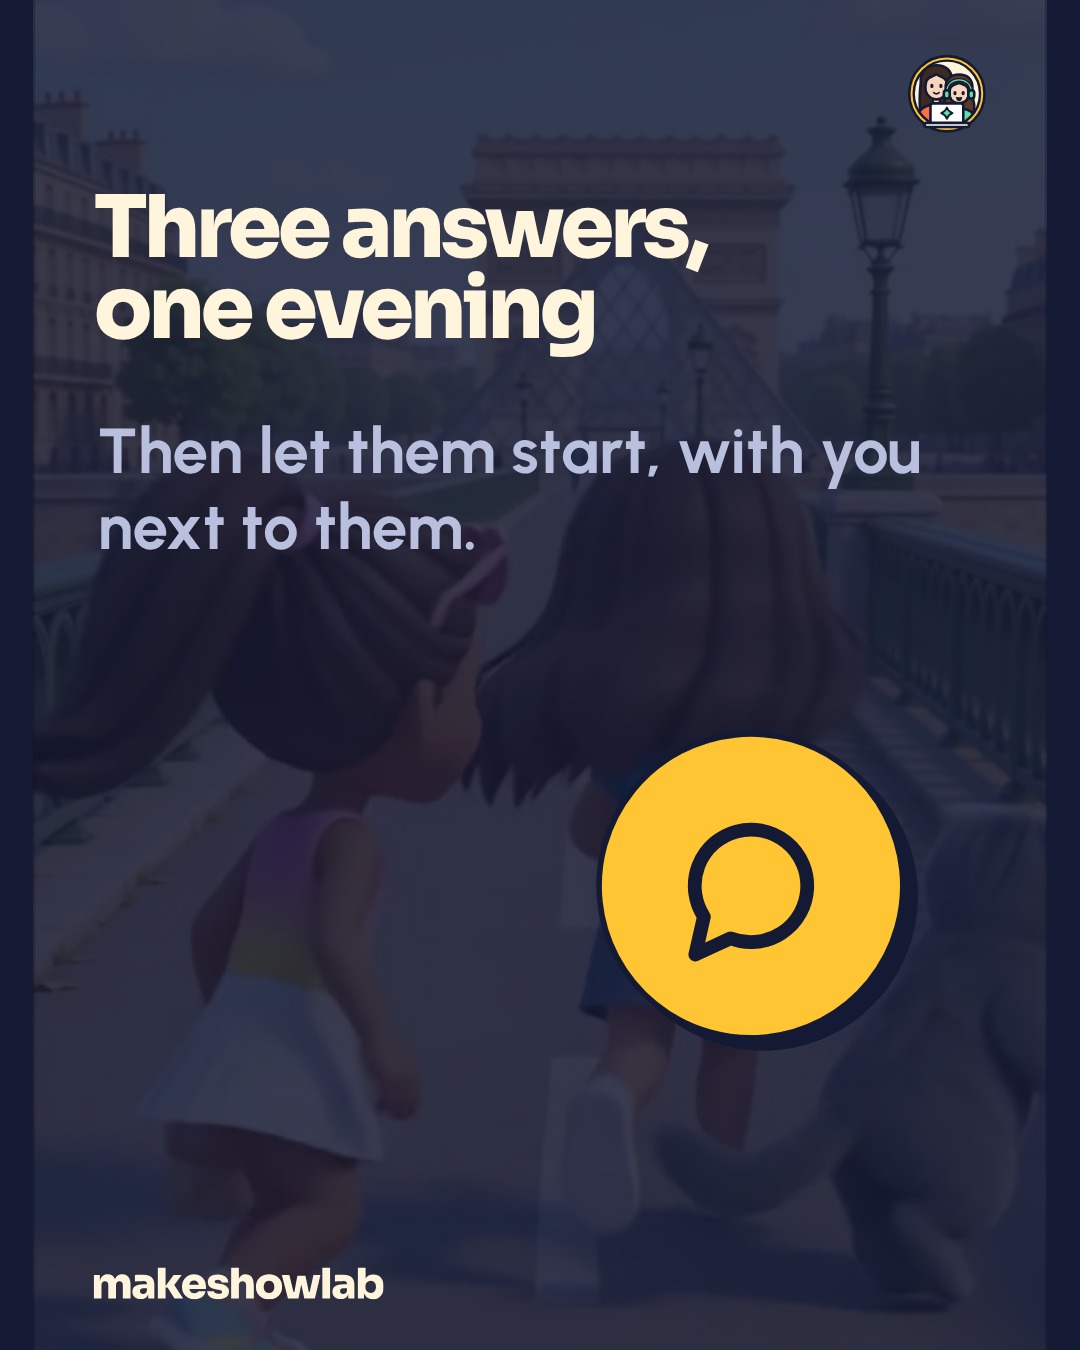 Three answers,
one evening
Then let them start, with you
next to them.
makeshowlab